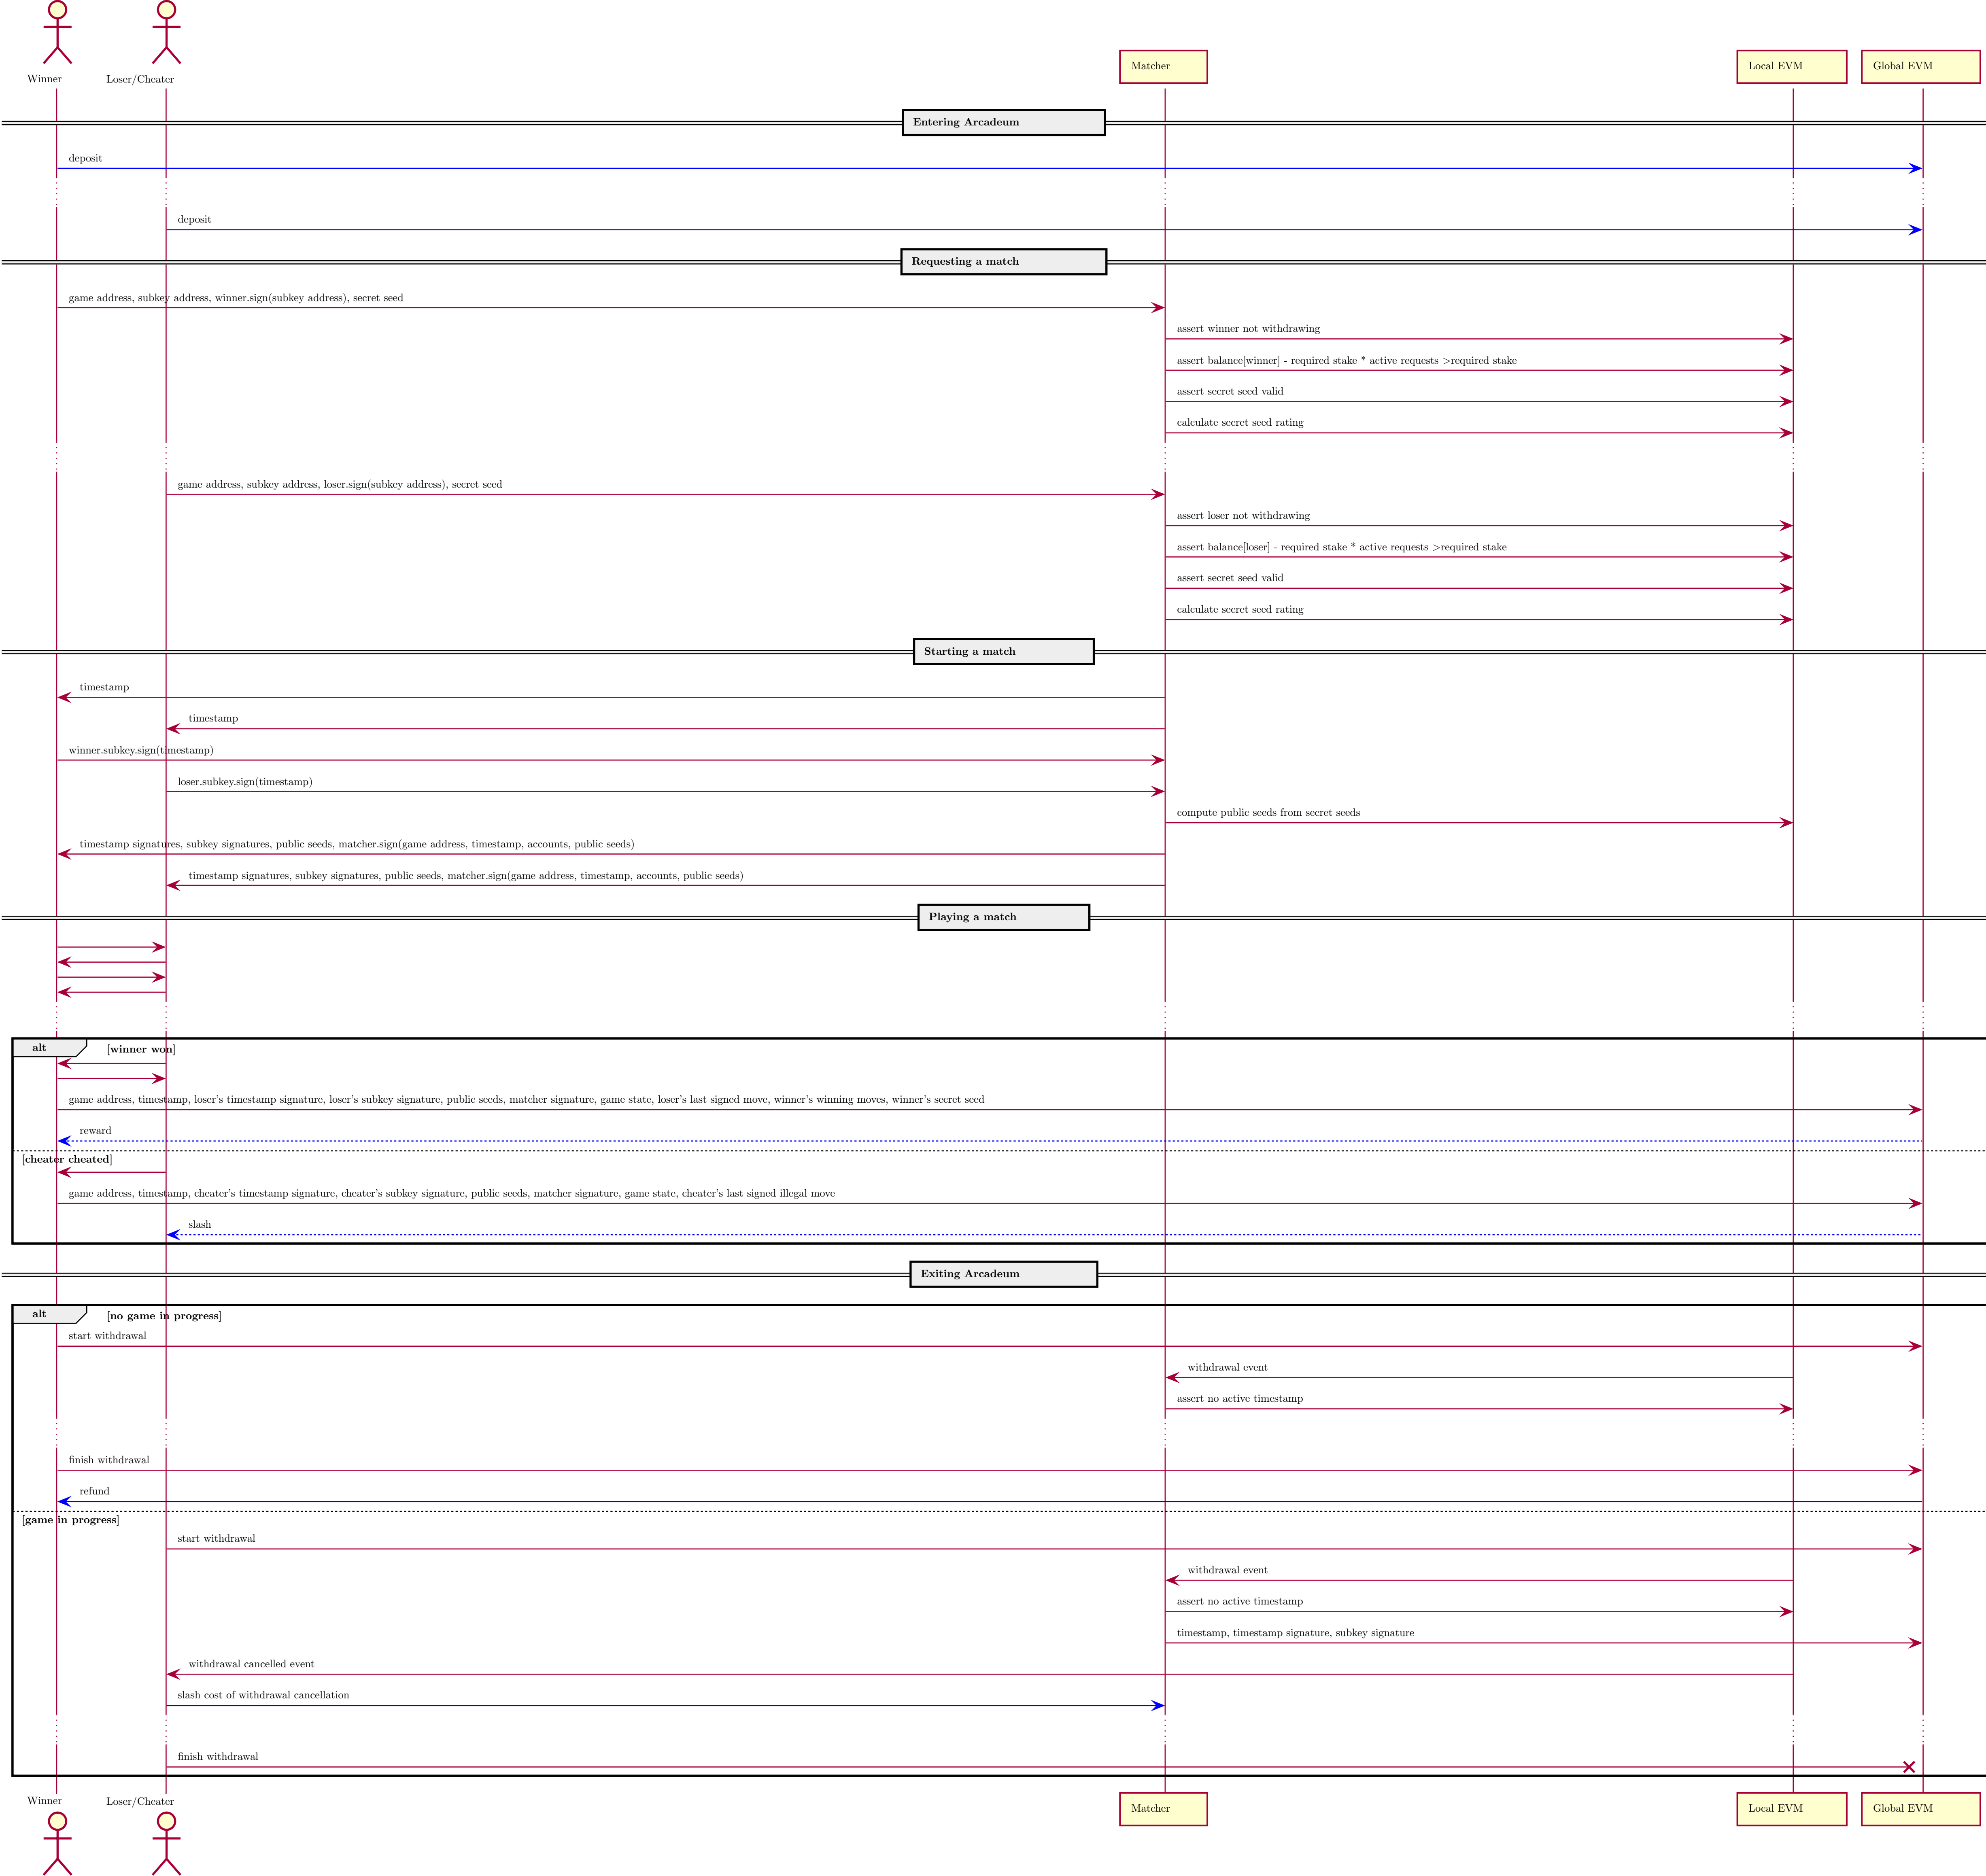 Winner
Loser/Cheater
Matcher
Local EVM
Global EVM
Entering Arcadeum
deposit
deposit
Requesting a match
game address, subkey address, winner.sign(subkey address), secret seed
assert winner not withdrawing
assert balance[winner] - required stake * active requests >required stake
assert secret seed valid
calculate secret seed rating
game address, subkey address, loser.sign(subkey address), secret seed
assert loser not withdrawing
assert balance[loser] - required stake * active requests >required stake
assert secret seed valid
calculate secret seed rating
Starting a match
timestamp
timestamp
winner.subkey.sign(timestamp)
loser.subkey.sign(timestamp)
compute public seeds from secret seeds
timestamp signatures, subkey signatures, public seeds, matcher.sign(game address, timestamp, accounts, public seeds)
timestamp signatures, subkey signatures, public seeds, matcher.sign(game address, timestamp, accounts, public seeds)
Playing a match
alt [winner won]
game address, timestamp, loser's timestamp signature, loser's subkey signature, public seeds, matcher signature, game state, loser's last signed move, winner's winning moves, winner's secret seed
reward
[cheater cheated]
game address, timestamp, cheater's timestamp signature, cheater's subkey signature, public seeds, matcher signature, game state, cheater's last signed illegal move
slash
Exiting Arcadeum
alt [no game in progress]
start withdrawal
withdrawal event
assert no active timestamp
finish withdrawal
refund
[game in progress]
start withdrawal
withdrawal event
assert no active timestamp
timestamp, timestamp signature, subkey signature
withdrawal cancelled event
slash cost of withdrawal cancellation
finish withdrawal
Winner
Loser/Cheater
Matcher
Local EVM
Global EVM